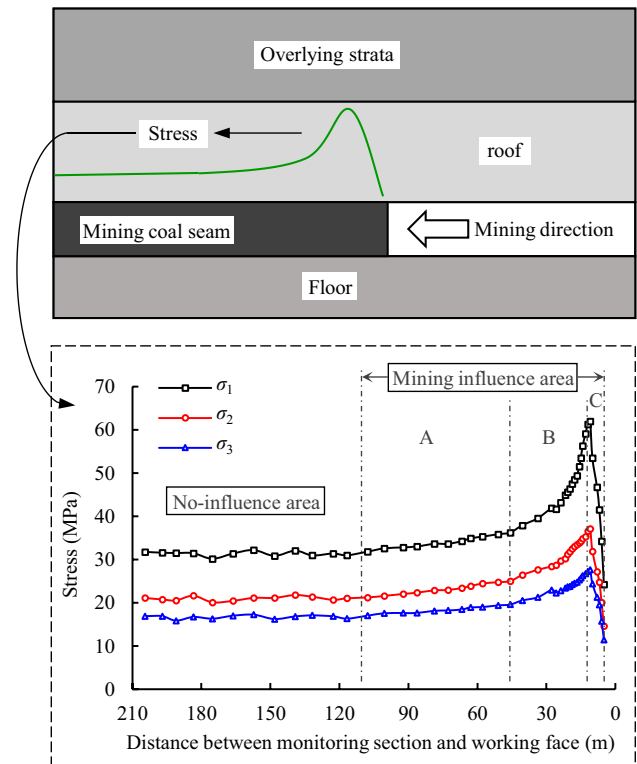 Overlying strata
Stress
roof
Mining coal seam
Mining direction
Floor
Mining influence area
70
60
50
40
30
20
10
0
Stress (MPa)
σ1
σ2
σ3
A
B
C
No-influence area
210
180
150
120
90
60
30
0
Distance between monitoring section and working face (m)